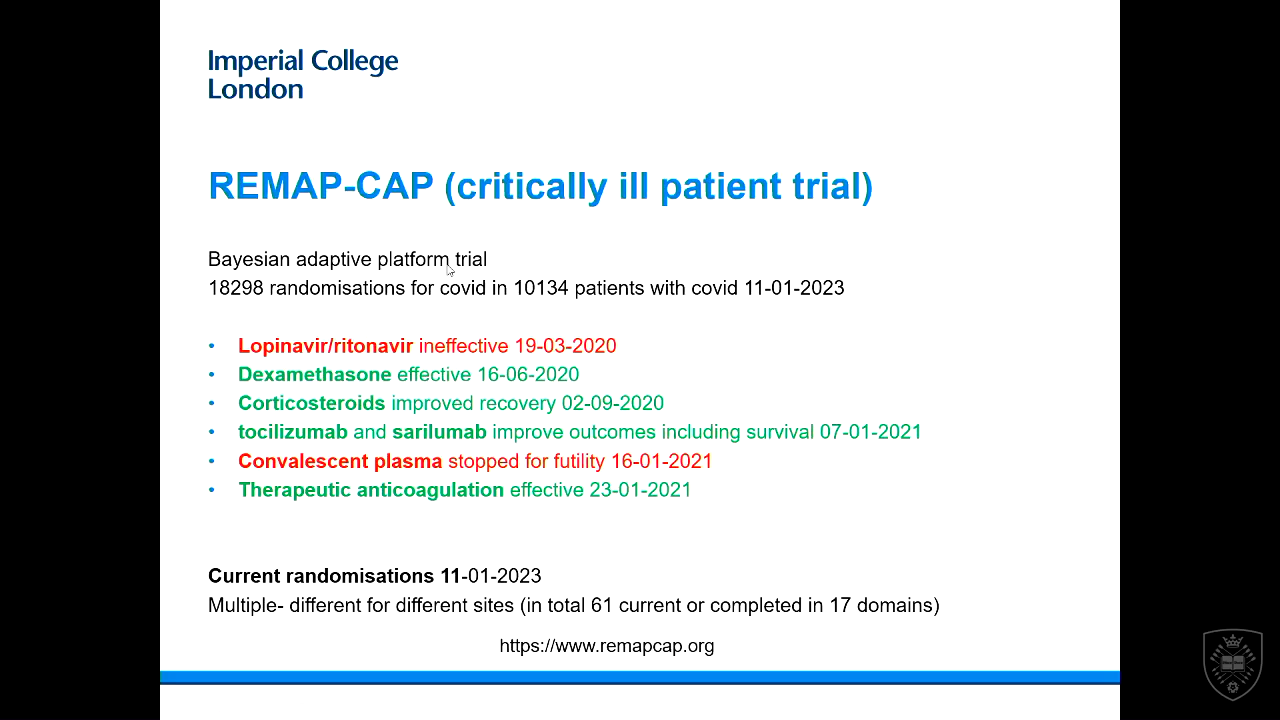 Imperial College
London
REMAP-CAP (critically ill patient trial)
Bayesian adaptive platform trial
18298 randomisations for covid in 10134 patients with covid 11-01-2023
• Lopinavir/ritonavir ineffective 19-03-2020
• Dexamethasone effective 16-06-2020
• Corticosteroids improved recovery 02-09-2020
• tocilizumab and sarilumab improve outcomes including survival 07-01-2021
• Convalescent plasma stopped for futility 16-01-2021
• Therapeutic anticoagulation effective 23-01-2021
Current randomisations 11-01-2023
Multiple- different for different sites (in total 61 current or completed in 17 domains)
https://www.remapcap.org